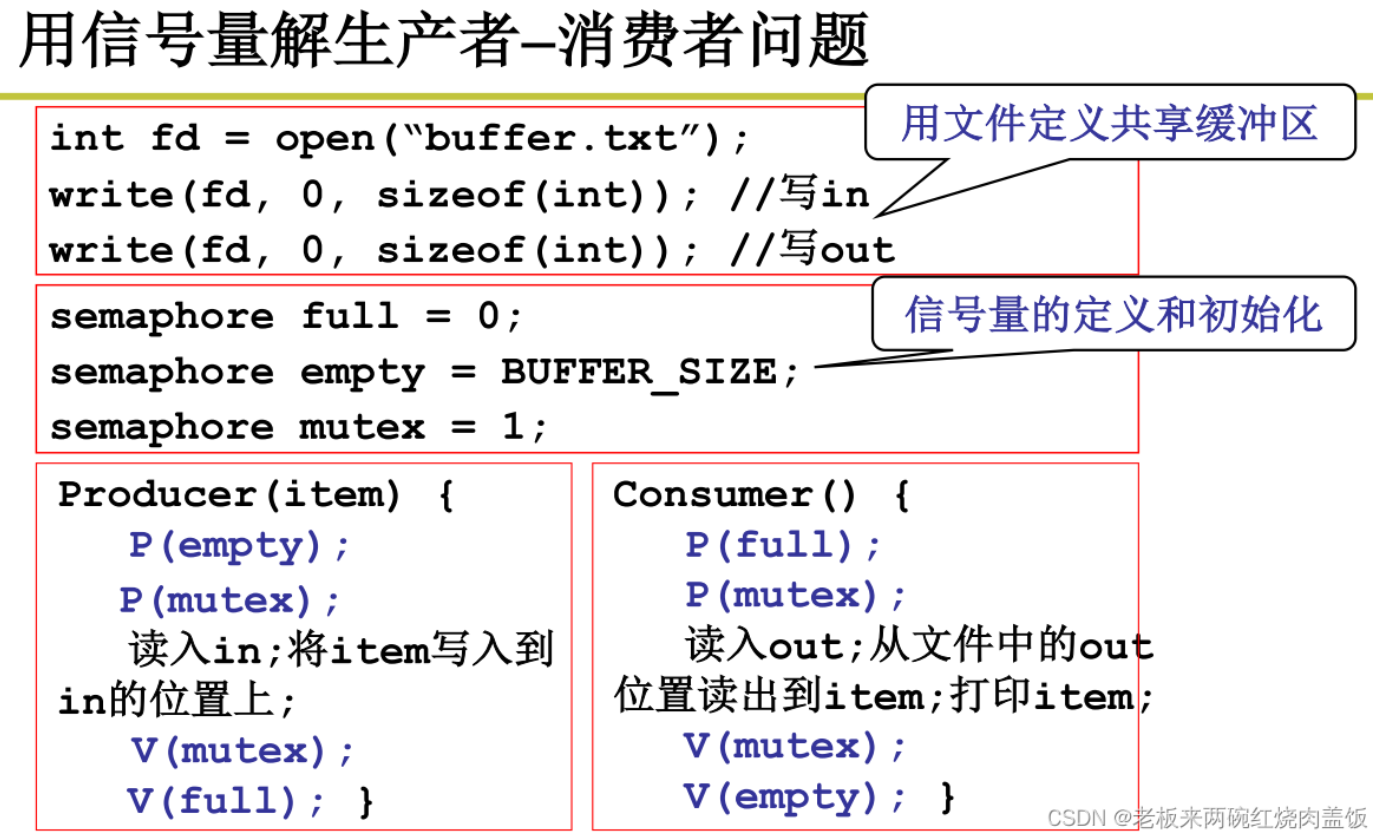 用信号量解生产者–消费者问题
用文件定义共享缓冲区
int fd = open(“buffer.txt”);
write(fd, 0, sizeof(int)); //写in
write(fd, 0, sizeof(int)); //写out
信号量的定义和初始化
semaphore full = 0;
semaphore empty = BUFFER_SIZE;
semaphore mutex = 1;
Producer(item) {
P(empty);
P(mutex);
读入in;将item写入到
in的位置上;
V(mutex);
V(full); }
Consumer() {
P(full);
P(mutex);
读入out;从文件中的out
位置读出到item;打印item;
V(mutex);
V(empty); }
CSDN @老板来两碗红烧肉盖饭